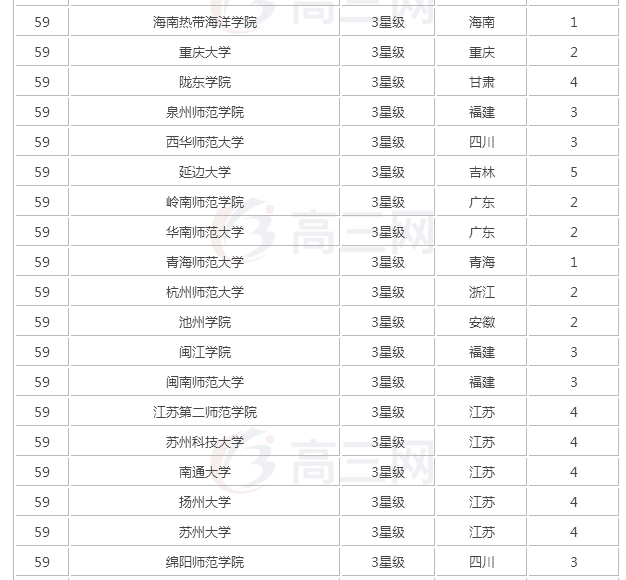 59 海南热带海洋学院 3星级 海南 1
59 重庆大学 3星级 重庆 2
59 陇东学院 3星级 甘肃 4
59 泉州师范学院 3星级 福建 3
59 西华师范大学 3星级 四川 3
59 延边大学 3星级 吉林 5
59 岭南师范学院 3星级 广东 2
59 华南师范大学 3星级 广东 2
59 青海师范大学 3星级 青海 1
59 杭州师范大学 3星级 浙江 2
59 池州学院 3星级 安徽 2
59 闽江学院 3星级 福建 3
59 闽南师范大学 3星级 福建 3
59 江苏第二师范学院 3星级 江苏 4
59 苏州科技大学 3星级 江苏 4
59 南通大学 3星级 江苏 4
59 扬州大学 3星级 江苏 4
59 苏州大学 3星级 江苏 4
59 绵阳师范学院 3星级 四川 3
高三网
高三网
高三网